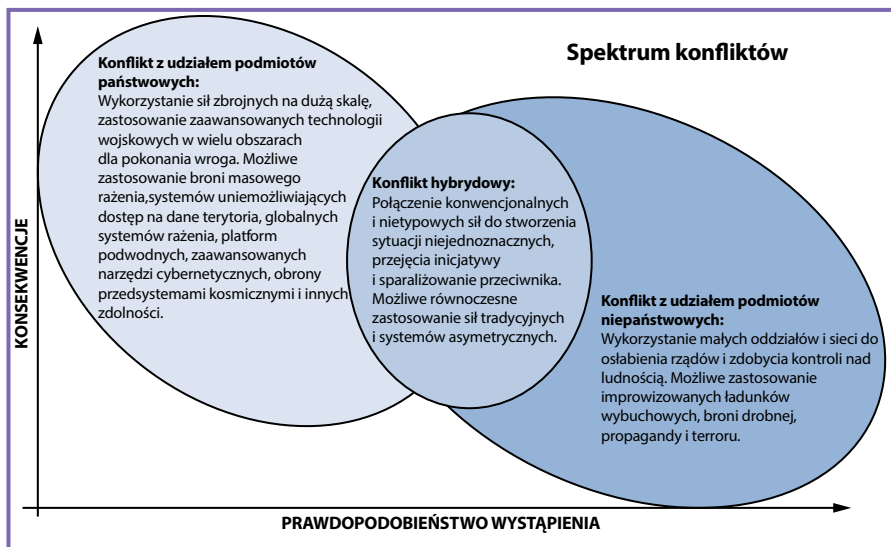 Spektrum konfliktów
Konflikt z udziałem podmiotów
państwowych:
Wykorzystanie sił zbrojnych na dużą skalę,
zastosowanie zaawansowanych technologii
wojskowych w wielu obszarach
dla pokonania wroga. Możliwe
zastosowanie broni masowego
rażenia,systemów uniemożliwiających
dostęp na dane terytoria, globalnych
systemów rażenia, platform
podwodnych, zaawansowanych
narzędzi cybernetycznych, obrony
przedsystemami kosmicznymi i innych
zdolności.
Konflikt hybrydowy:
Połączenie konwencjonalnych
i nietypowych sił do stworzenia
sytuacji niejednoznacznych,
przejęcia inicjatywy
i sparaliżowanie przeciwnika.
Możliwe równoczesne
zastosowanie sił tradycyjnych
i systemów asymetrycznych.
Konflikt z udziałem podmiotów
niepaństwowych:
Wykorzystanie małych oddziałów i sieci do
osłabienia rządów i zdobycia kontroli nad
ludnością. Możliwe zastosowanie
improwizowanych ładunków
wybuchowych, broni drobnej,
propagandy i terroru.
KONSEKWENCJE
PRAWDOPODOBIEŃSTWO WYSTĄPIENIA